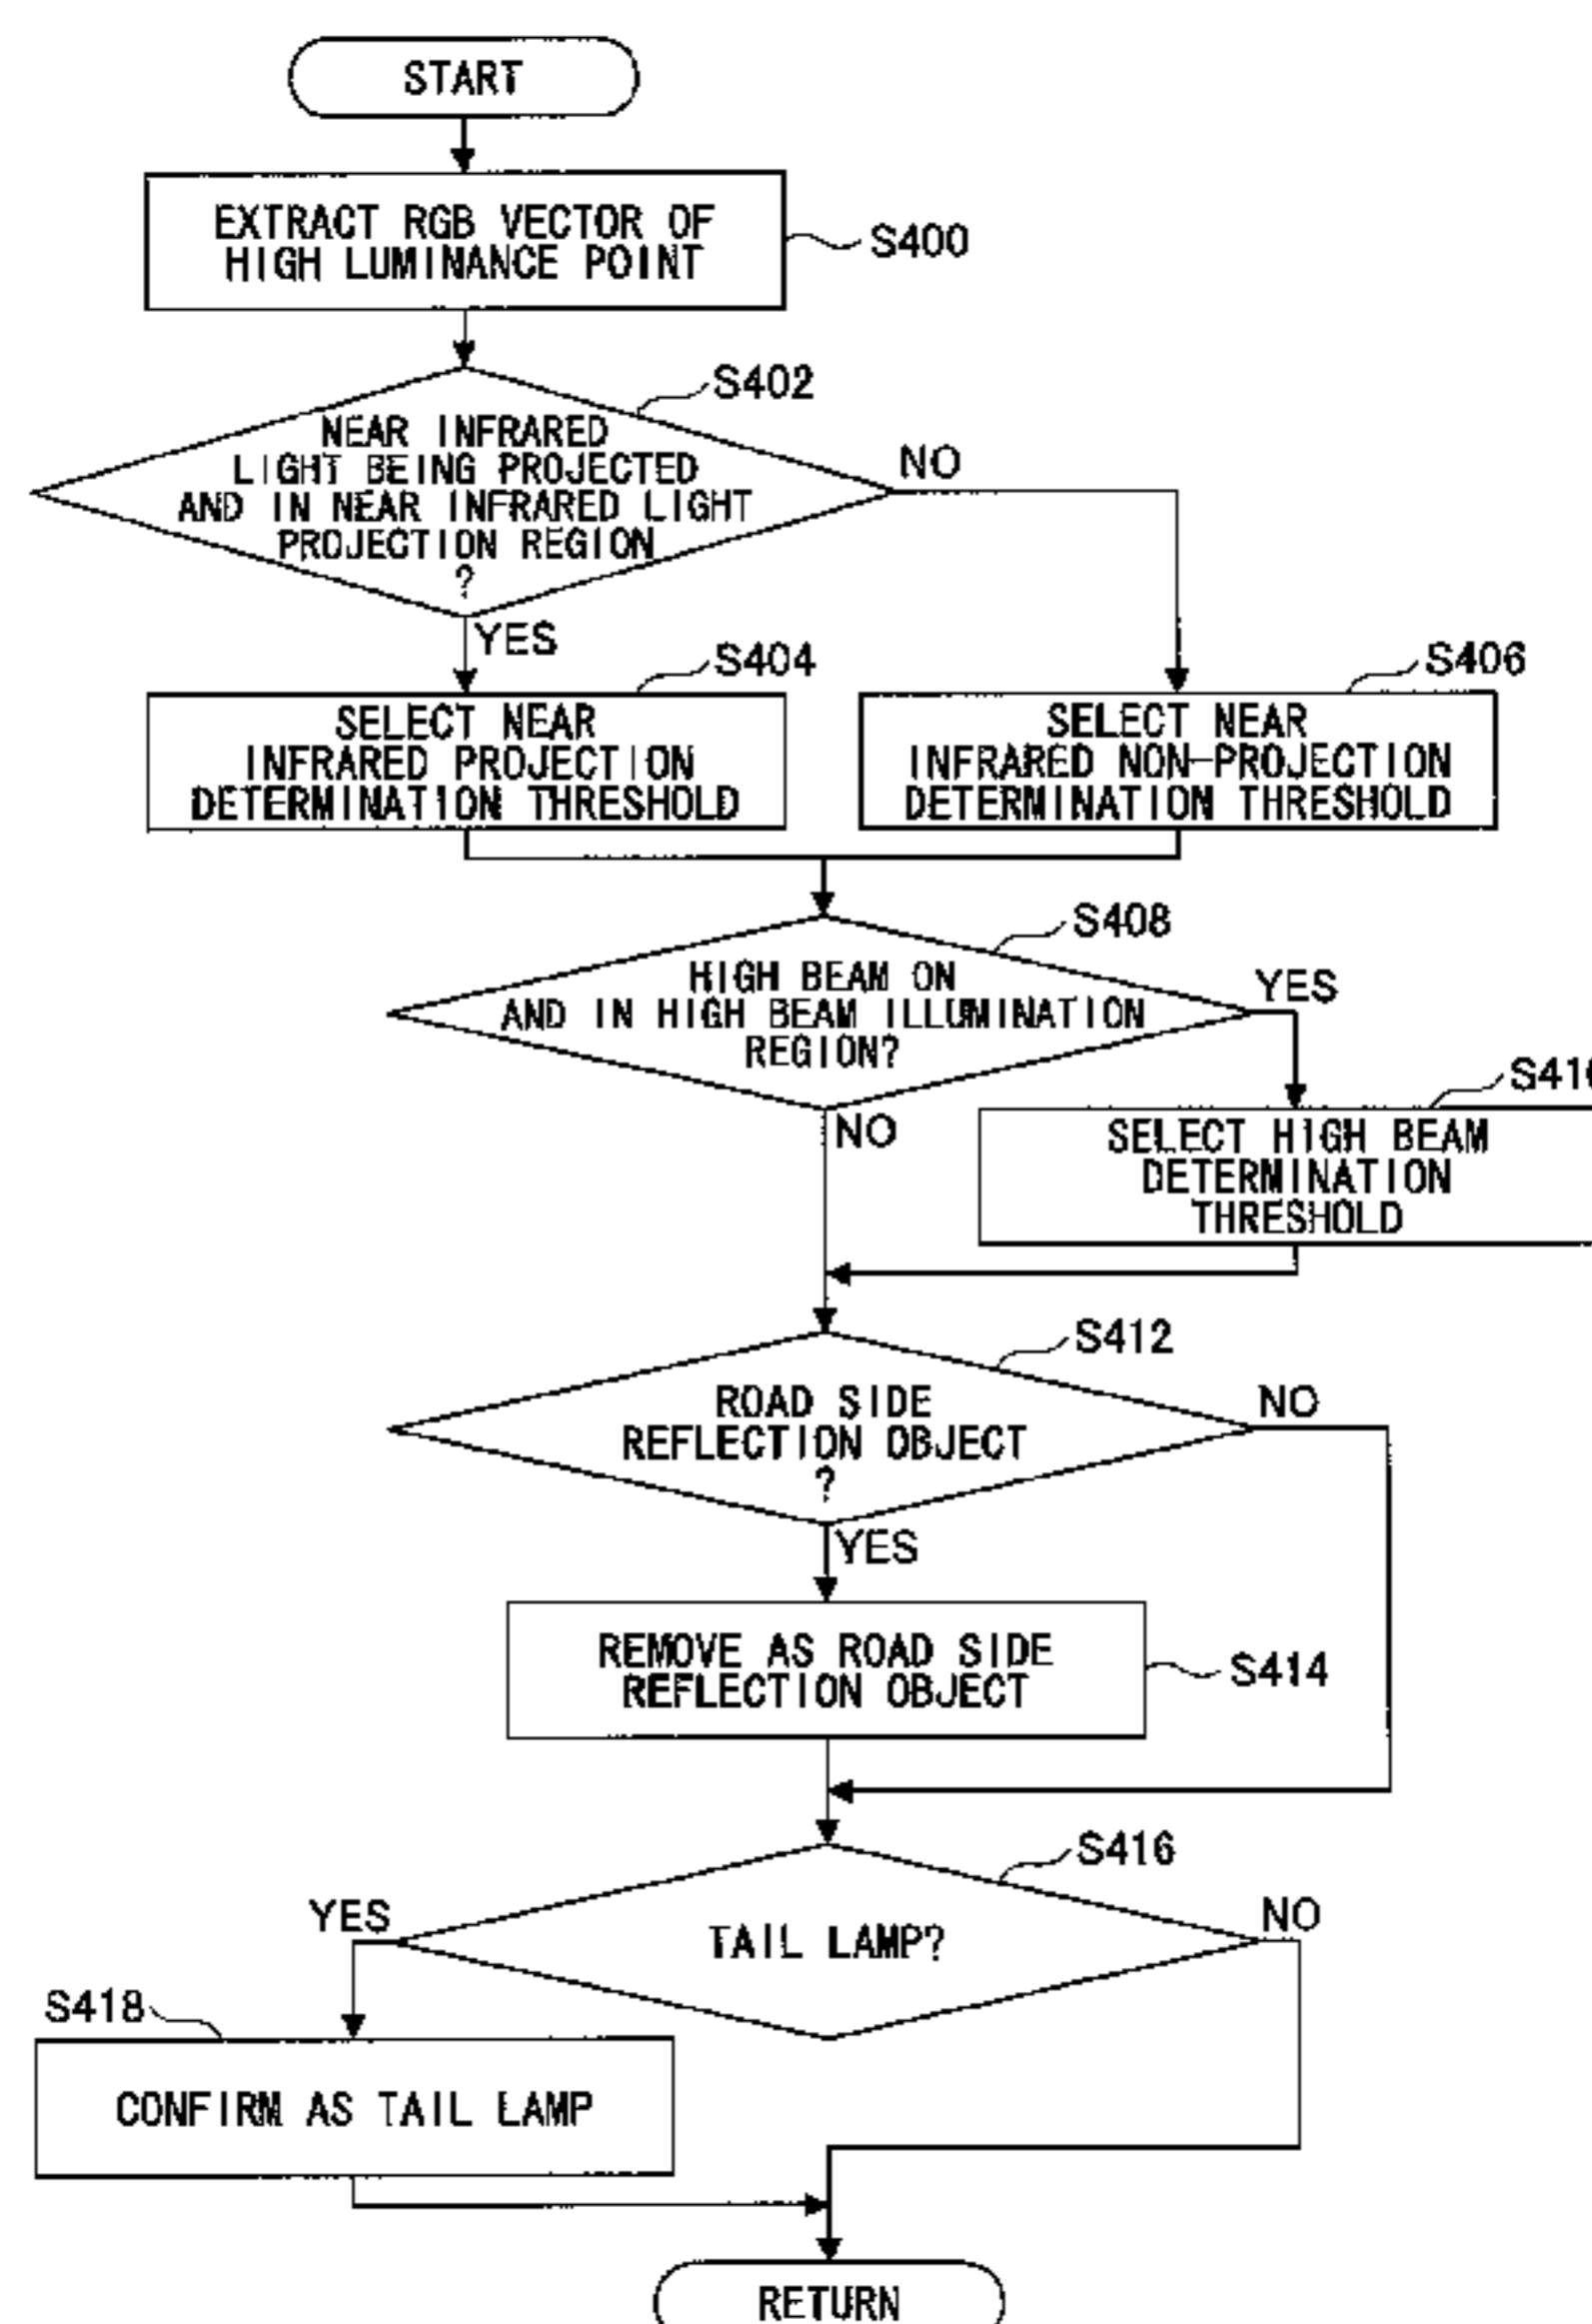 START
EXTRACT RGB VECTOR OF
HIGH LUMINANCE POINT
S400
S402
NEAR INFRARED
LIGHT BEING PROJECTED
AND IN NEAR INFRARED LIGHT
PROJECTION REGION
?
NO
YES
S404
SELECT NEAR
INFRARED PROJECTION
DETERMINATION THRESHOLD
S406
SELECT NEAR
INFRARED NON-PROJECTION
DETERMINATION THRESHOLD
S408
HIGH BEAM ON
AND IN HIGH BEAM ILLUMINATION
REGION?
YES
NO
SELECT HIGH BEAM
DETERMINATION
THRESHOLD
S412
ROAD SIDE
REFLECTION OBJECT
?
NO
YES
REMOVE AS ROAD SIDE
REFLECTION OBJECT
S414
S416
TAIL LAMP?
YES
NO
S418
CONFIRM AS TAIL LAMP
RETURN